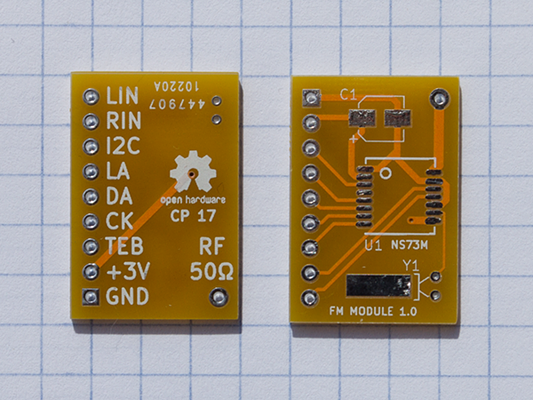 447907
10220A
LIN
RIN
I2C
LA
DA
CK
TEB
+3V
GND
open hardware
CP 17
RF
50Ω
C1
+
U1 NS73M
Y1
FM MODULE 1.0